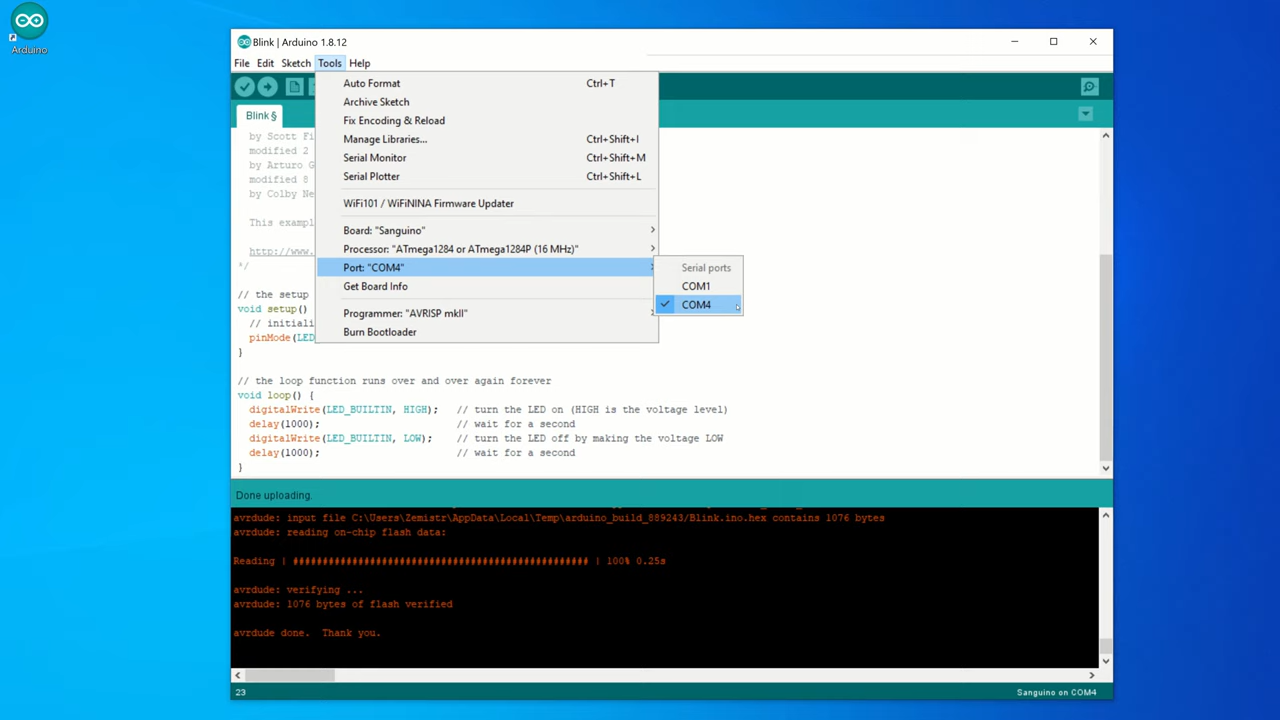 Arduino
Blink | Arduino 1.8.12
File Edit Sketch Tools Help
Auto Format Ctrl+T
Archive Sketch
Blink §
Fix Encoding & Reload
by Scott Fi
Manage Libraries... Ctrl+Shift+I
modified 2
Serial Monitor Ctrl+Shift+M
by Arturo G
Serial Plotter Ctrl+Shift+L
modified 8
by Colby Ne
WiFi101 / WiFiNINA Firmware Updater
This exampl
Board: "Sanguino"
http://www.
Processor: "ATmega1284 or ATmega1284P (16 MHz)"
*/
Port: "COM4"
Serial ports
Get Board Info
COM1
// the setup
COM4
void setup()
Programmer: "AVRISP mkII"
// initiali
Burn Bootloader
pinMode(LED
}
// the loop function runs over and over again forever
void loop() {
digitalWrite(LED_BUILTIN, HIGH); // turn the LED on (HIGH is the voltage level)
delay(1000); // wait for a second
digitalWrite(LED_BUILTIN, LOW); // turn the LED off by making the voltage LOW
delay(1000); // wait for a second
}
Done uploading.
avrdude: input file C:\Users\Zemistr\AppData\Local\Temp\arduino_build_889243/Blink.ino.hex contains 1076 bytes
avrdude: reading on-chip flash data:
Reading | ################################################## | 100% 0.25s
avrdude: verifying ...
avrdude: 1076 bytes of flash verified
avrdude done.  Thank you.
23
Sanguino on COM4